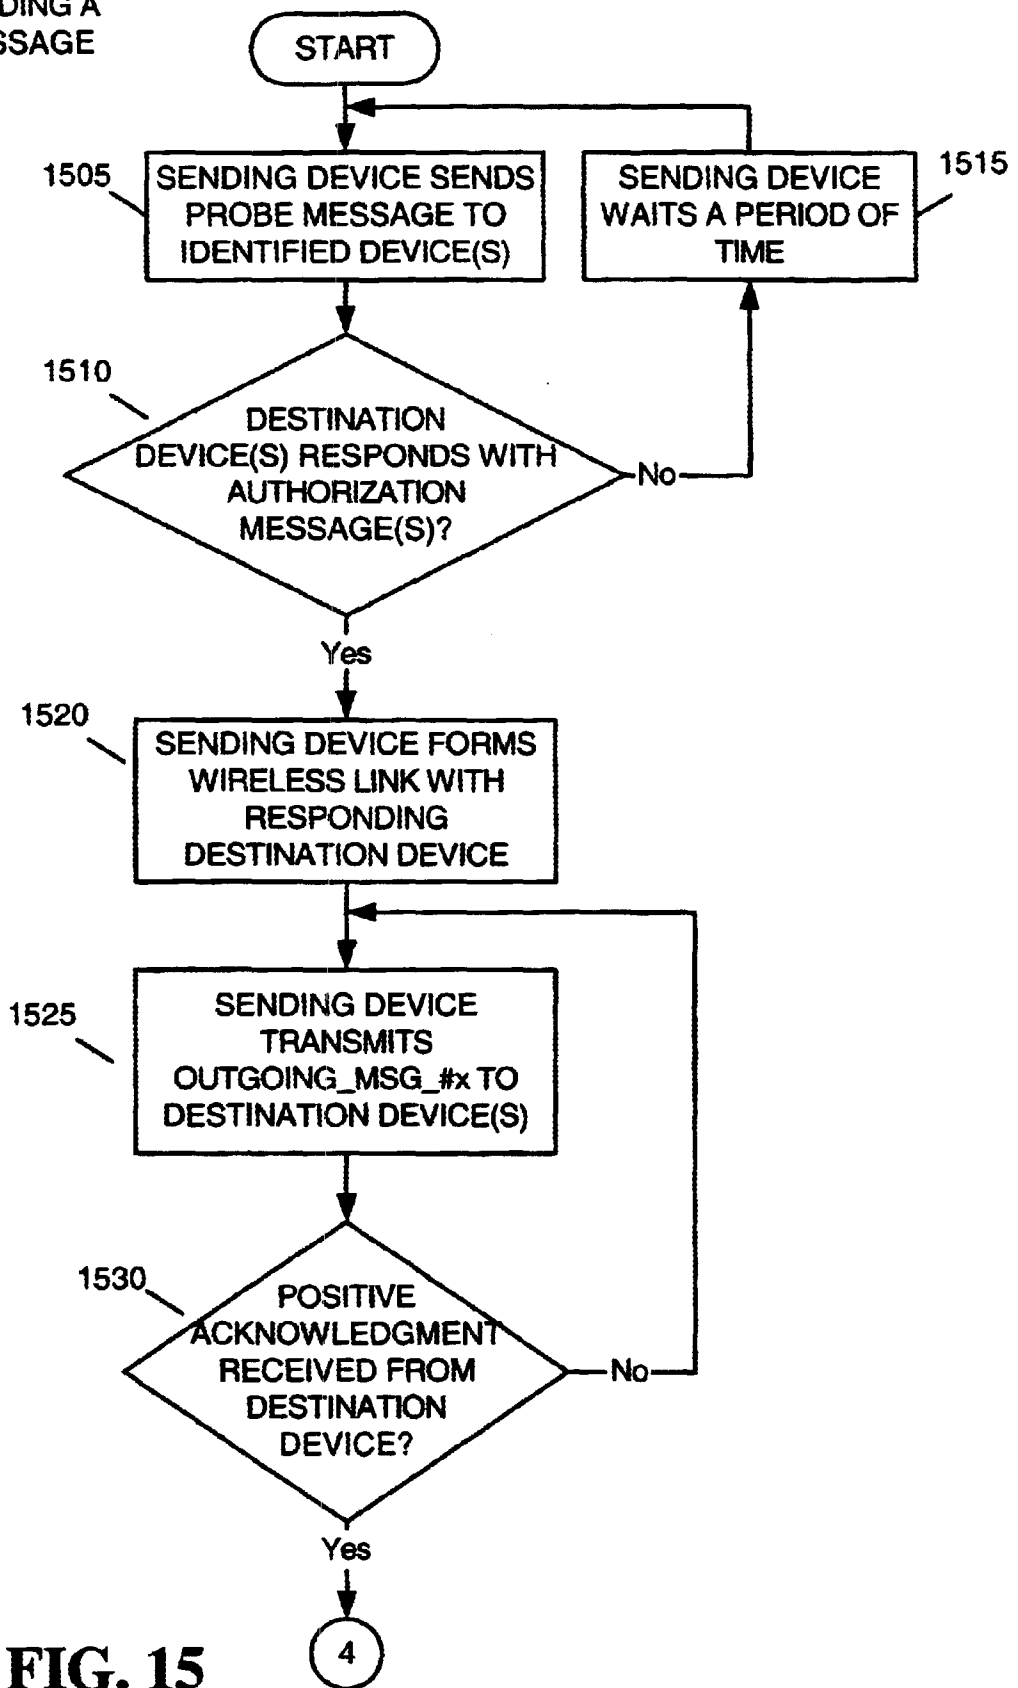 DING A
SSAGE
START
1505
SENDING DEVICE SENDS
PROBE MESSAGE TO
IDENTIFIED DEVICE(S)
SENDING DEVICE
WAITS A PERIOD OF
TIME
1515
1510
DESTINATION
DEVICE(S) RESPONDS WITH
AUTHORIZATION
MESSAGE(S)?
No
Yes
1520
SENDING DEVICE FORMS
WIRELESS LINK WITH
RESPONDING
DESTINATION DEVICE
1525
SENDING DEVICE
TRANSMITS
OUTGOING_MSG_#x TO
DESTINATION DEVICE(S)
1530
POSITIVE
ACKNOWLEDGMENT
RECEIVED FROM
DESTINATION
DEVICE?
No
Yes
4
FIG. 15